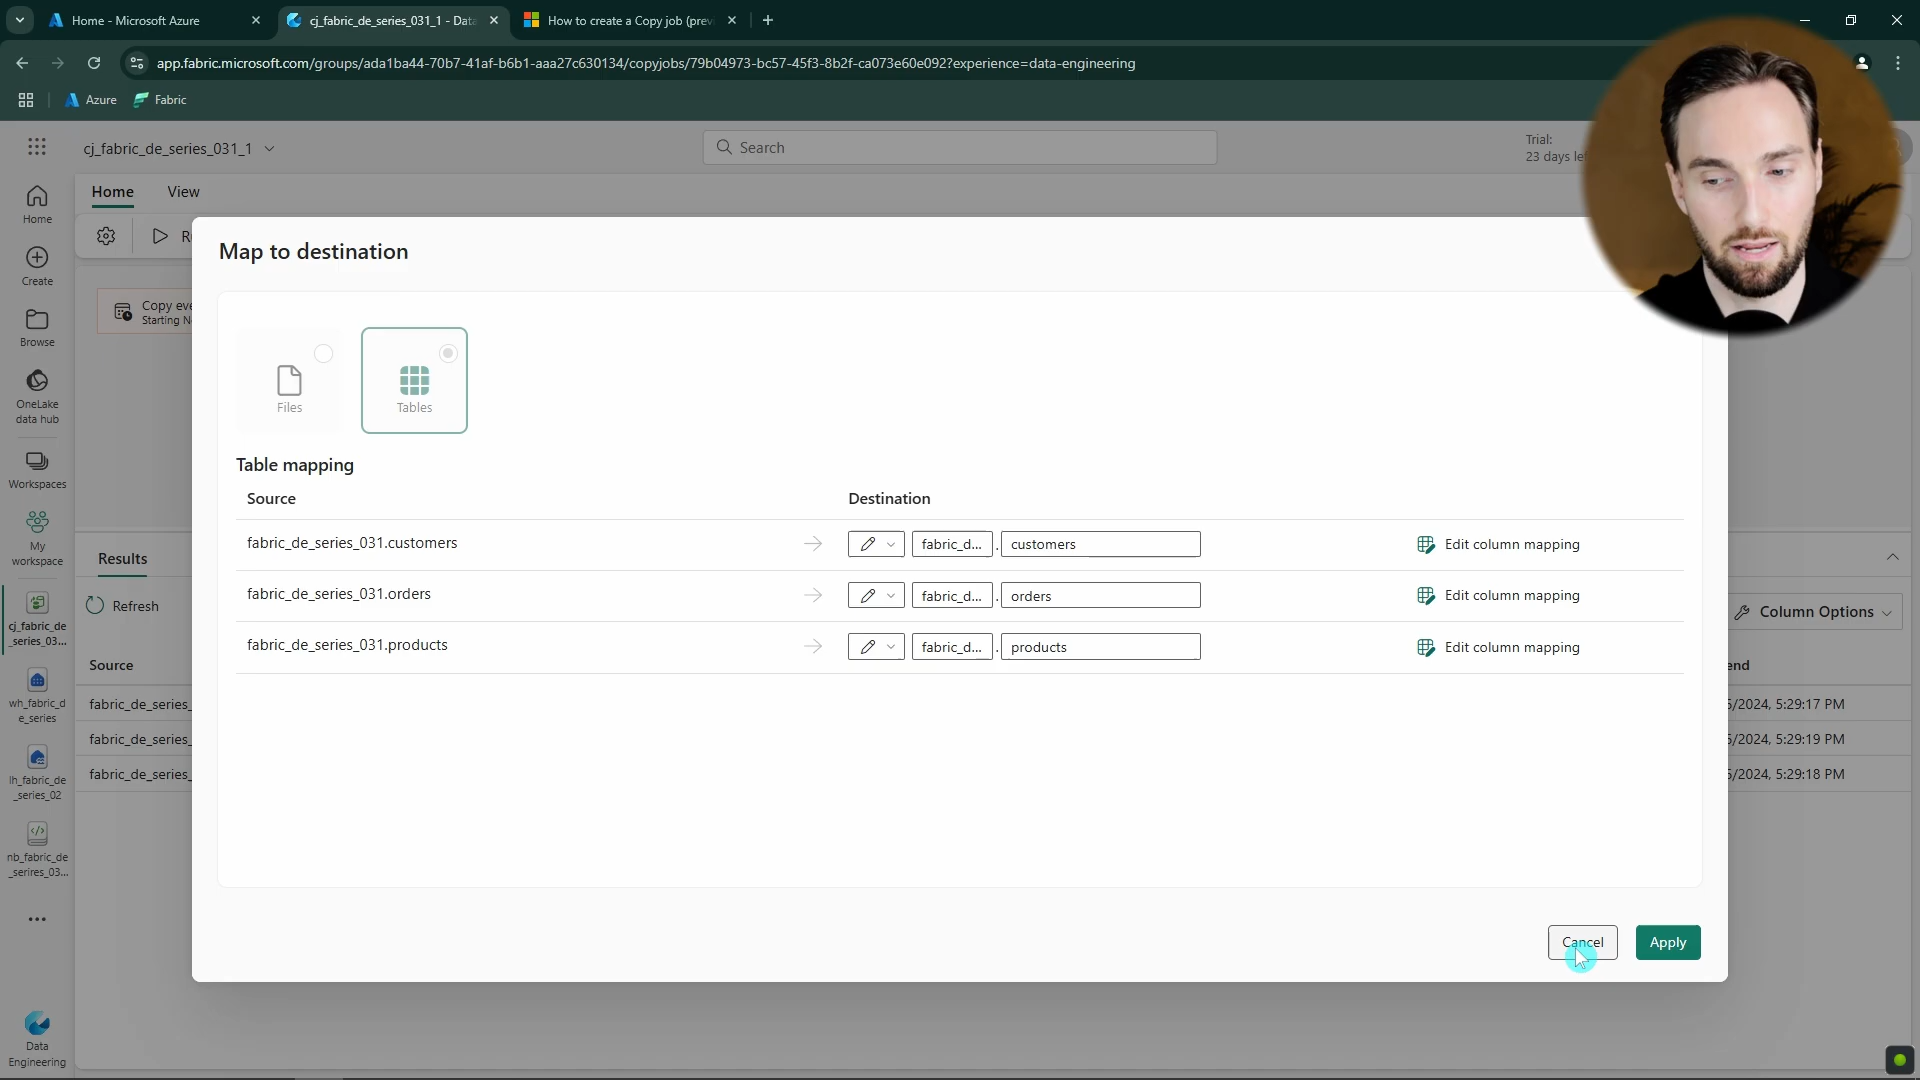 Home - Microsoft Azure
cj_fabric_de_series_031_1 - Data
How to create a Copy job (prev
app.fabric.microsoft.com/groups/ada1ba44-70b7-41af-b6b1-aaa27c630134/copyjobs/79b04973-bc57-45f3-8b2f-ca073e60e092?experience=data-engineering
Azure
Fabric
cj_fabric_de_series_031_1
Search
Trial:
23 days le
Home
View
Home
Create
Browse
OneLake
data hub
Workspaces
My
workspace
cj_fabric_de
_series_03...
wh_fabric_d
e_series
lh_fabric_de
_series_02
nb_fabric_de
_serires_03...
Data
Engineering
Copy eve
Starting N
Results
Refresh
Source
fabric_de_series_
fabric_de_series_
fabric_de_series_
Map to destination
Files
Tables
Table mapping
Source
Destination
fabric_de_series_031.customers
fabric_d... . customers
Edit column mapping
fabric_de_series_031.orders
fabric_d... . orders
Edit column mapping
fabric_de_series_031.products
fabric_d... . products
Edit column mapping
Cancel
Apply
Column Options
end
5/2024, 5:29:17 PM
5/2024, 5:29:19 PM
5/2024, 5:29:18 PM